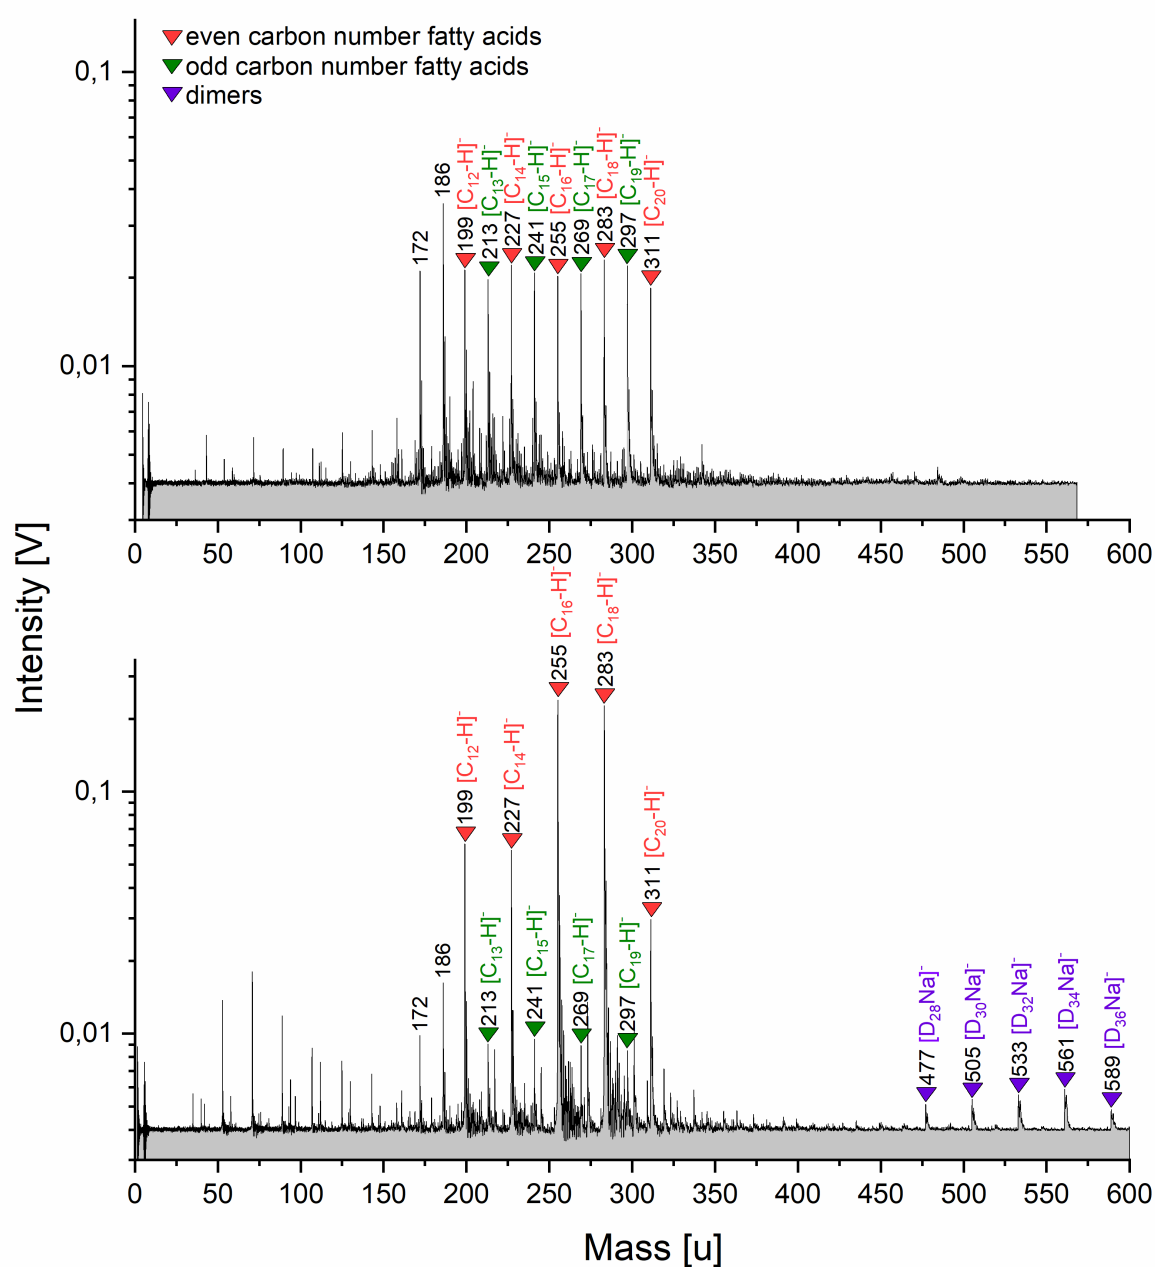 even carbon number fatty acids
odd carbon number fatty acids
dimers
0,1
0,01
172
186
199 [C12-H]-
213 [C13-H]-
227 [C14-H]-
241 [C15-H]-
255 [C16-H]-
269 [C17-H]-
283 [C18-H]-
297 [C19-H]-
311 [C20-H]-
0 50 100 150 200 250 300 350 400 450 500 550 600
Intensity [V]
0,1
0,01
172
186
199 [C12-H]-
213 [C13-H]-
227 [C14-H]-
241 [C15-H]-
255 [C16-H]-
269 [C17-H]-
283 [C18-H]-
297 [C19-H]-
311 [C20-H]-
477 [D28Na]-
505 [D30Na]-
533 [D32Na]-
561 [D34Na]-
589 [D36Na]-
0 50 100 150 200 250 300 350 400 450 500 550 600
Mass [u]